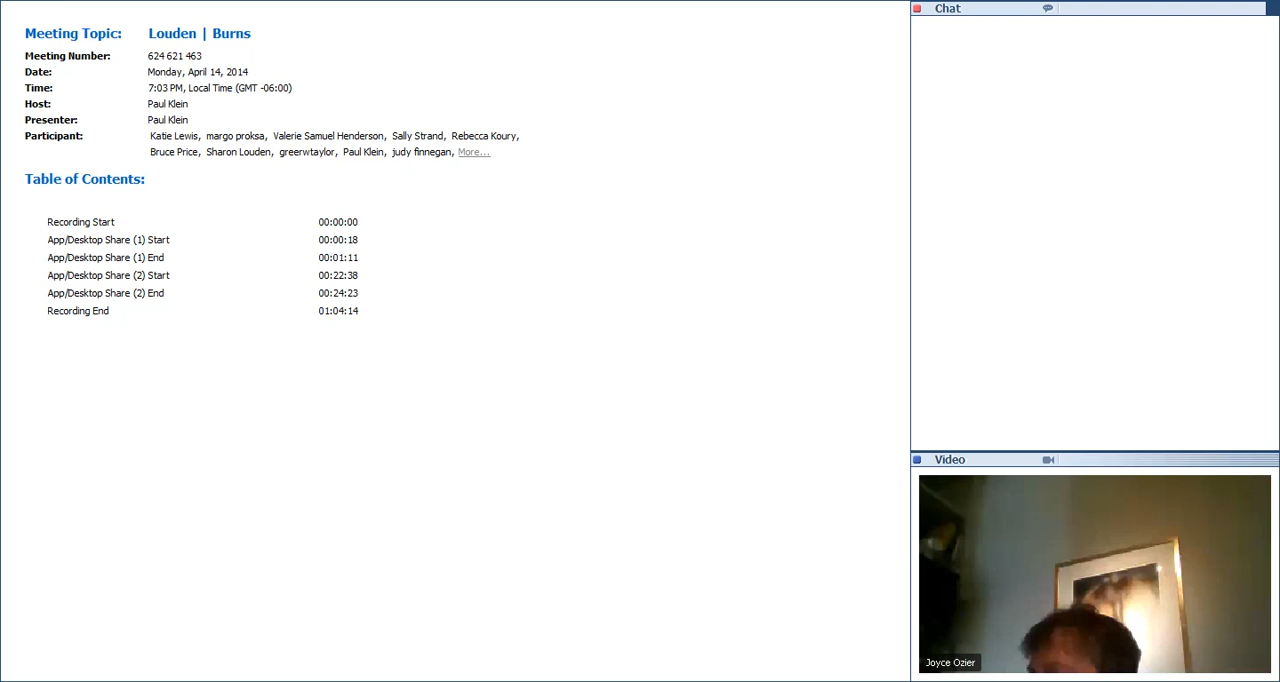 Meeting Topic: Louden | Burns
Meeting Number: 624 621 463
Date: Monday, April 14, 2014
Time: 7:03 PM, Local Time (GMT -06:00)
Host: Paul Klein
Presenter: Paul Klein
Participant: Katie Lewis, margo proksa, Valerie Samuel Henderson, Sally Strand, Rebecca Koury,
Bruce Price, Sharon Louden, greerwtaylor, Paul Klein, judy finnegan, More...
Table of Contents:
Recording Start 00:00:00
App/Desktop Share (1) Start 00:00:18
App/Desktop Share (1) End 00:01:11
App/Desktop Share (2) Start 00:22:38
App/Desktop Share (2) End 00:24:23
Recording End 01:04:14
Chat
Video
Joyce Ozier